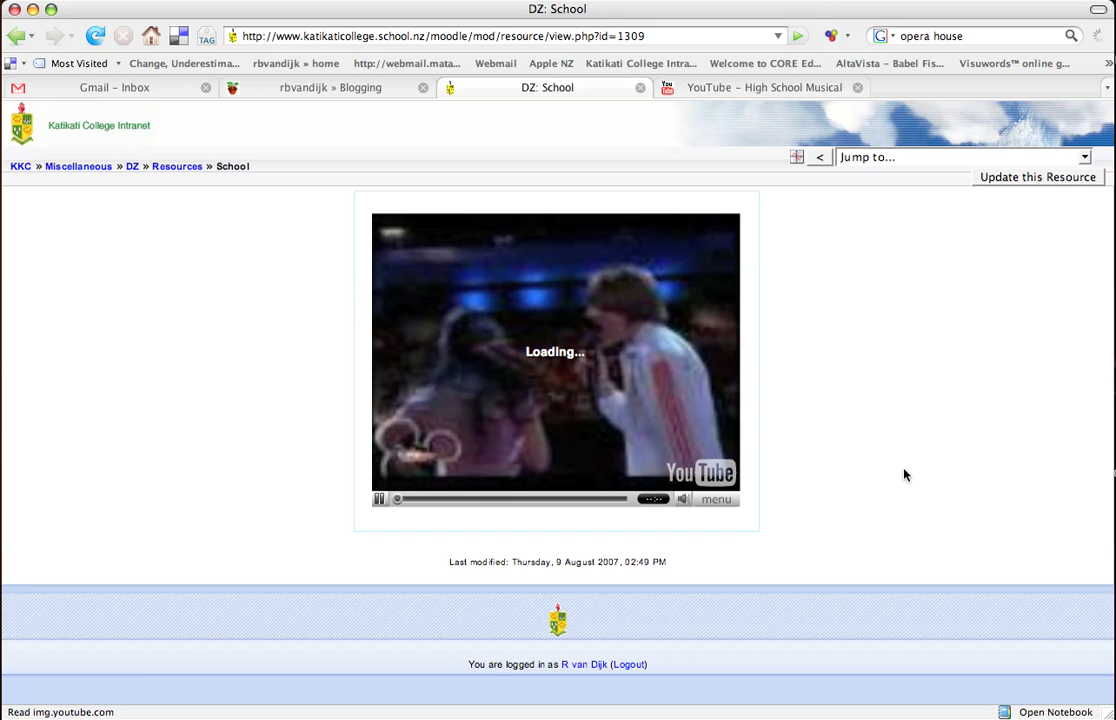 DZ: School
TAG
http://www.katikaticollege.school.nz/moodle/mod/resource/view.php?id=1309
G opera house
Most Visited Change, Underestima... rbvandijk » home http://webmail.mata... Webmail Apple NZ Katikati College Intra... Welcome to CORE Ed... AltaVista – Babel Fis... Visuwords™ online g... »
Gmail – Inbox
rbvandijk » Blogging
DZ: School
You Tube
YouTube – High School Musical
Katikati College Intranet
KKC » Miscellaneous » DZ » Resources » School
< Jump to...
Update this Resource
Loading...
YouTube
--:-- menu
Last modified: Thursday, 9 August 2007, 02:49 PM
You are logged in as R van Dijk (Logout)
Read img.youtube.com
Open Notebook